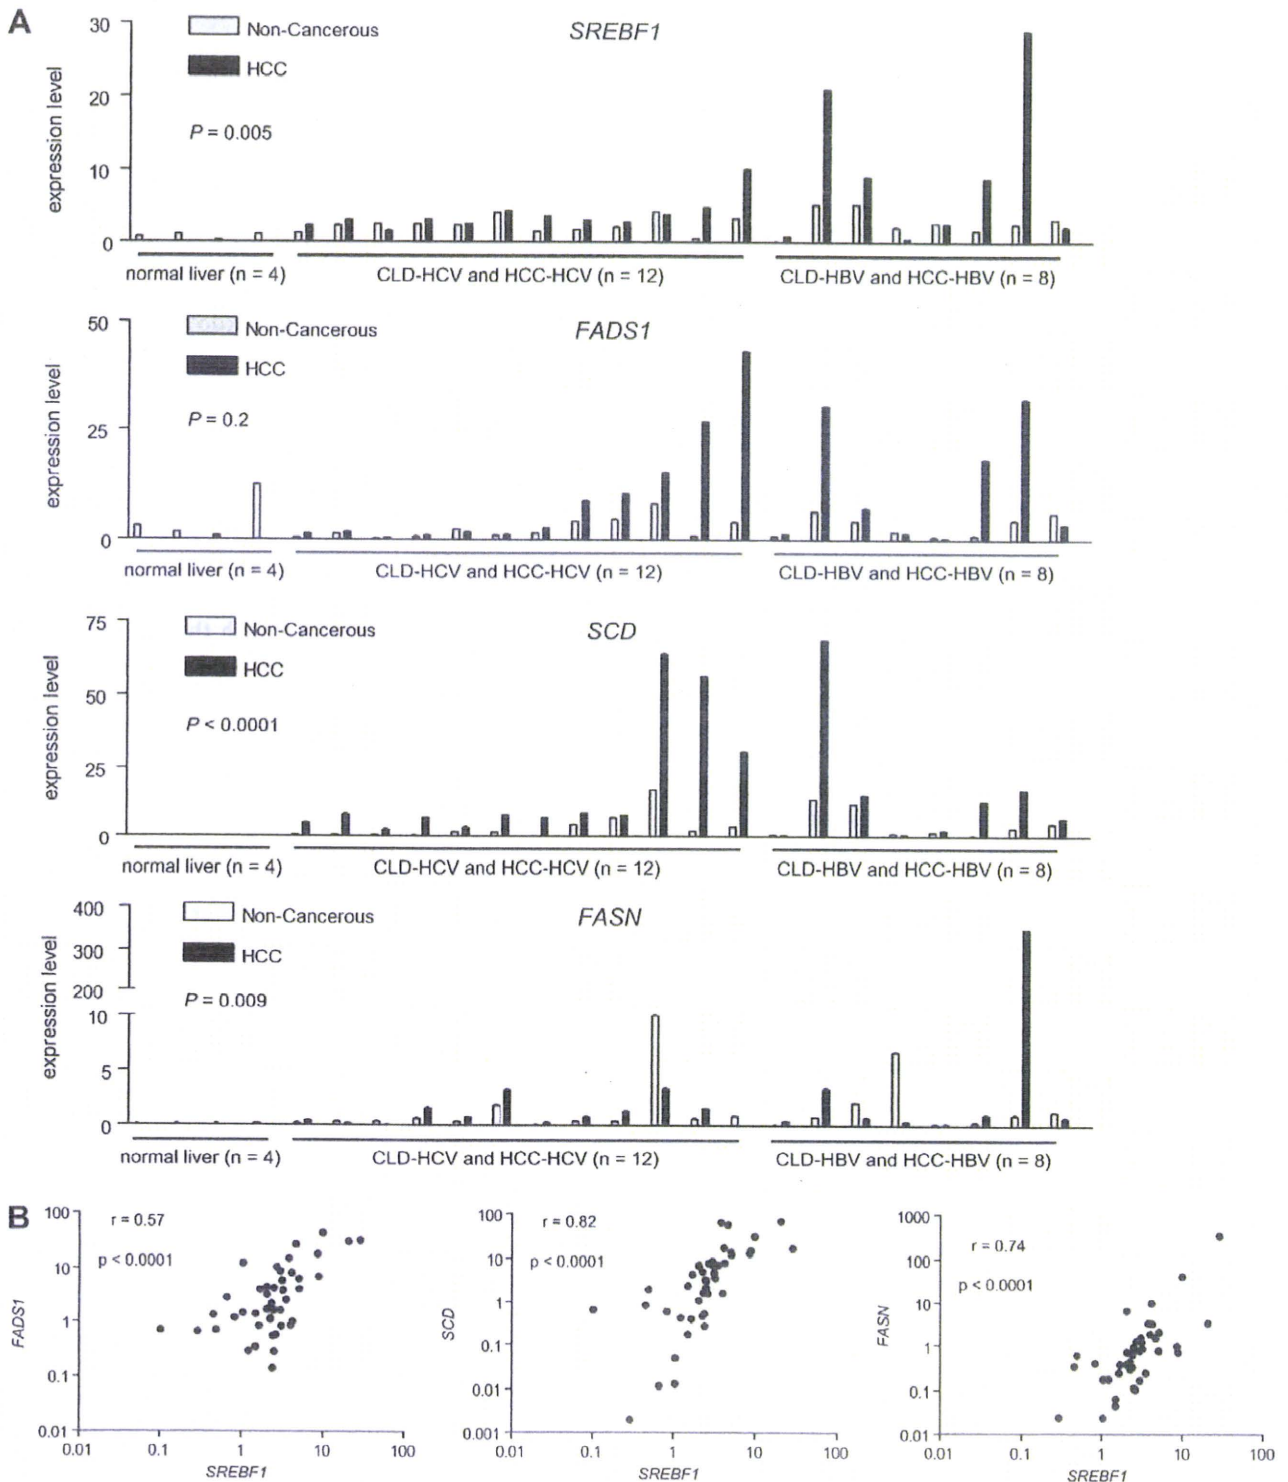 A
SREBF1
Non-Cancerous
HCC
P = 0.005
expression level
30
20
10
0
normal liver (n = 4)
CLD-HCV and HCC-HCV (n = 12)
CLD-HBV and HCC-HBV (n = 8)
FADS1
Non-Cancerous
HCC
P = 0.2
expression level
50
25
0
normal liver (n = 4)
CLD-HCV and HCC-HCV (n = 12)
CLD-HBV and HCC-HBV (n = 8)
SCD
Non-Cancerous
HCC
P < 0.0001
expression level
75
50
25
0
normal liver (n = 4)
CLD-HCV and HCC-HCV (n = 12)
CLD-HBV and HCC-HBV (n = 8)
FASN
Non-Cancerous
HCC
P = 0.009
expression level
400
300
200
10
5
0
normal liver (n = 4)
CLD-HCV and HCC-HCV (n = 12)
CLD-HBV and HCC-HBV (n = 8)
B
r = 0.57
p < 0.0001
FADS1
100
10
1
0.1
0.01
0.01 0.1 1 10 100
SREBF1
r = 0.82
p < 0.0001
SCD
100
10
1
0.1
0.01
0.001
0.01 0.1 1 10 100
SREBF1
r = 0.74
p < 0.0001
FASN
1000
100
10
1
0.1
0.01
0.01 0.1 1 10 100
SREBF1